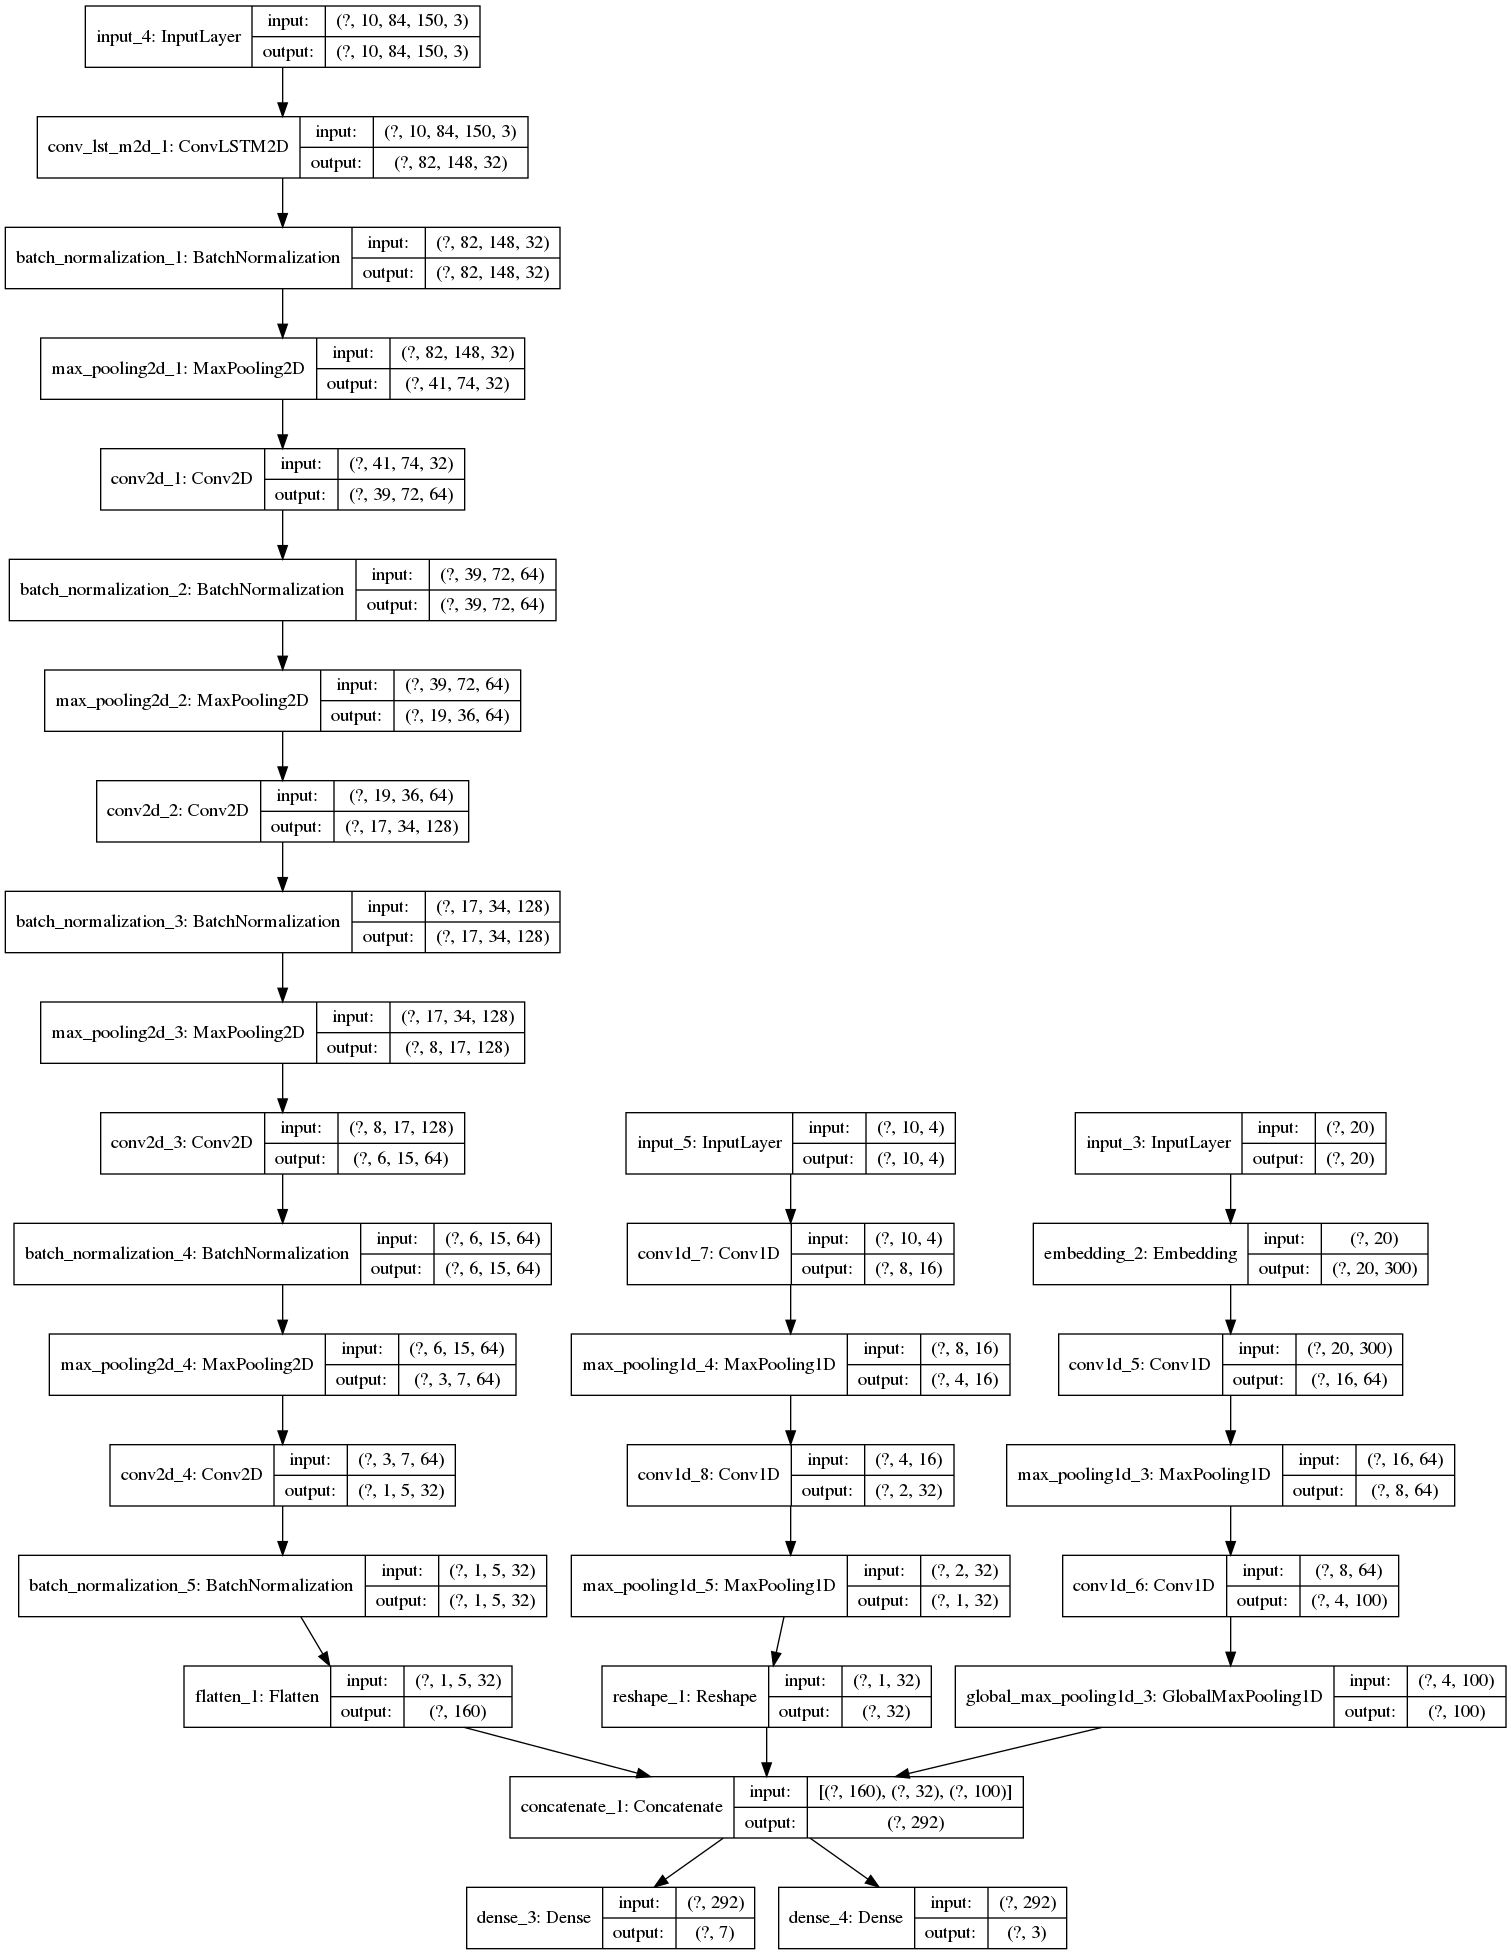 input_4: InputLayer
input: (?, 10, 84, 150, 3)
output: (?, 10, 84, 150, 3)
conv_lst_m2d_1: ConvLSTM2D
input: (?, 10, 84, 150, 3)
output: (?, 82, 148, 32)
batch_normalization_1: BatchNormalization
input: (?, 82, 148, 32)
output: (?, 82, 148, 32)
max_pooling2d_1: MaxPooling2D
input: (?, 82, 148, 32)
output: (?, 41, 74, 32)
conv2d_1: Conv2D
input: (?, 41, 74, 32)
output: (?, 39, 72, 64)
batch_normalization_2: BatchNormalization
input: (?, 39, 72, 64)
output: (?, 39, 72, 64)
max_pooling2d_2: MaxPooling2D
input: (?, 39, 72, 64)
output: (?, 19, 36, 64)
conv2d_2: Conv2D
input: (?, 19, 36, 64)
output: (?, 17, 34, 128)
batch_normalization_3: BatchNormalization
input: (?, 17, 34, 128)
output: (?, 17, 34, 128)
max_pooling2d_3: MaxPooling2D
input: (?, 17, 34, 128)
output: (?, 8, 17, 128)
conv2d_3: Conv2D
input: (?, 8, 17, 128)
output: (?, 6, 15, 64)
input_5: InputLayer
input: (?, 10, 4)
output: (?, 10, 4)
input_3: InputLayer
input: (?, 20)
output: (?, 20)
batch_normalization_4: BatchNormalization
input: (?, 6, 15, 64)
output: (?, 6, 15, 64)
conv1d_7: Conv1D
input: (?, 10, 4)
output: (?, 8, 16)
embedding_2: Embedding
input: (?, 20)
output: (?, 20, 300)
max_pooling2d_4: MaxPooling2D
input: (?, 6, 15, 64)
output: (?, 3, 7, 64)
max_pooling1d_4: MaxPooling1D
input: (?, 8, 16)
output: (?, 4, 16)
conv1d_5: Conv1D
input: (?, 20, 300)
output: (?, 16, 64)
conv2d_4: Conv2D
input: (?, 3, 7, 64)
output: (?, 1, 5, 32)
conv1d_8: Conv1D
input: (?, 4, 16)
output: (?, 2, 32)
max_pooling1d_3: MaxPooling1D
input: (?, 16, 64)
output: (?, 8, 64)
batch_normalization_5: BatchNormalization
input: (?, 1, 5, 32)
output: (?, 1, 5, 32)
max_pooling1d_5: MaxPooling1D
input: (?, 2, 32)
output: (?, 1, 32)
conv1d_6: Conv1D
input: (?, 8, 64)
output: (?, 4, 100)
flatten_1: Flatten
input: (?, 1, 5, 32)
output: (?, 160)
reshape_1: Reshape
input: (?, 1, 32)
output: (?, 32)
global_max_pooling1d_3: GlobalMaxPooling1D
input: (?, 4, 100)
output: (?, 100)
concatenate_1: Concatenate
input: [(?, 160), (?, 32), (?, 100)]
output: (?, 292)
dense_3: Dense
input: (?, 292)
output: (?, 7)
dense_4: Dense
input: (?, 292)
output: (?, 3)